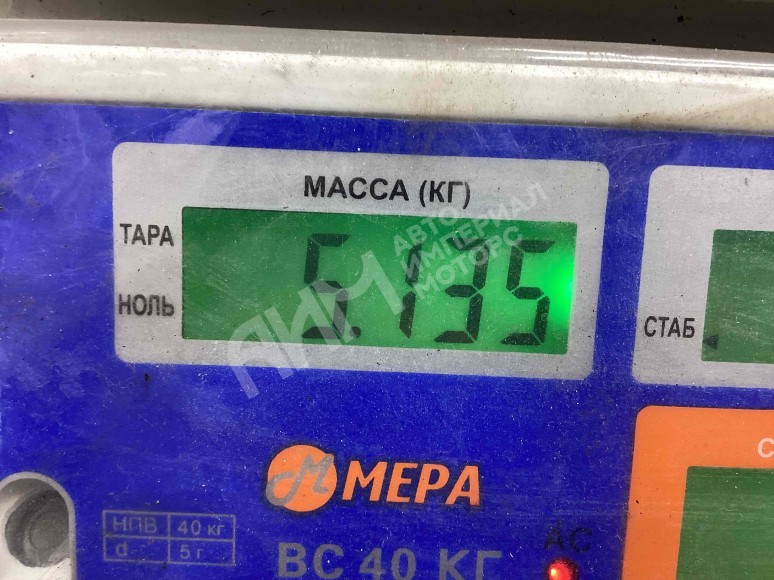 МАССА (КГ)
ТАРА
НОЛЬ
5.135
СТАБ
АВТО
ИМПЕРИАЛ
МОТОРС
АИМ
МЕРА
НПВ 40 кг
d 5 г
ВС 40 КГ
АС
С